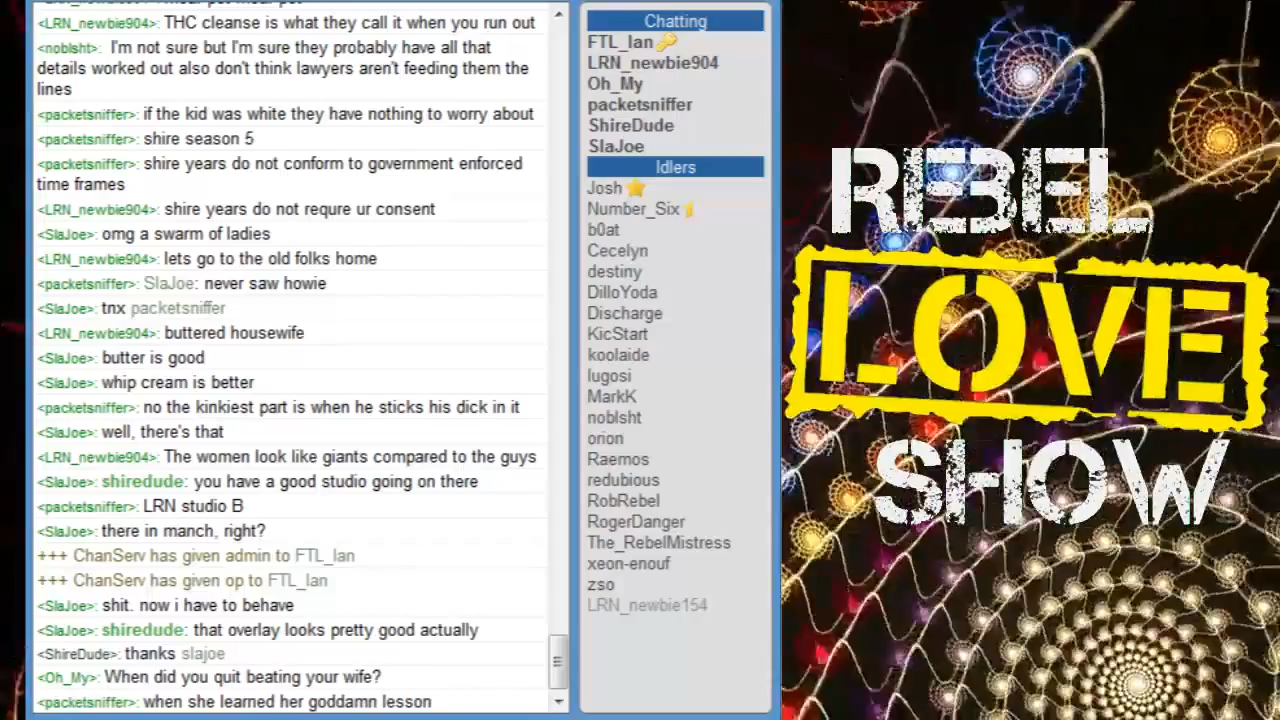 <LRN_newbie904>: THC cleanse is what they call it when you run out
<noblsht>: I'm not sure but I'm sure they probably have all that
details worked out also don't think lawyers aren't feeding them the
lines
<packetsniffer>: if the kid was white they have nothing to worry about
<packetsniffer>: shire season 5
<packetsniffer>: shire years do not conform to government enforced
time frames
<LRN_newbie904>: shire years do not requre ur consent
<SlaJoe>: omg a swarm of ladies
<LRN_newbie904>: lets go to the old folks home
<packetsniffer>: SlaJoe: never saw howie
<SlaJoe>: tnx packetsniffer
<LRN_newbie904>: buttered housewife
<SlaJoe>: butter is good
<SlaJoe>: whip cream is better
<packetsniffer>: no the kinkiest part is when he sticks his dick in it
<SlaJoe>: well, there's that
<LRN_newbie904>: The women look like giants compared to the guys
<SlaJoe>: shiredude: you have a good studio going on there
<packetsniffer>: LRN studio B
<SlaJoe>: there in manch, right?
+++ ChanServ has given admin to FTL_Ian
+++ ChanServ has given op to FTL_Ian
<SlaJoe>: shit. now i have to behave
<SlaJoe>: shiredude: that overlay looks pretty good actually
<ShireDude>: thanks slajoe
<Oh_My>: When did you quit beating your wife?
<packetsniffer>: when she learned her goddamn lesson
Chatting
FTL_Ian
LRN_newbie904
Oh_My
packetsniffer
ShireDude
SlaJoe
Idlers
Josh
Number_Six
b0at
Cecelyn
destiny
DilloYoda
Discharge
KicStart
koolaide
lugosi
MarkK
noblsht
orion
Raemos
redubious
RobRebel
RogerDanger
The_RebelMistress
xeon-enouf
zso
LRN_newbie154
REBEL
LOVE
SHOW